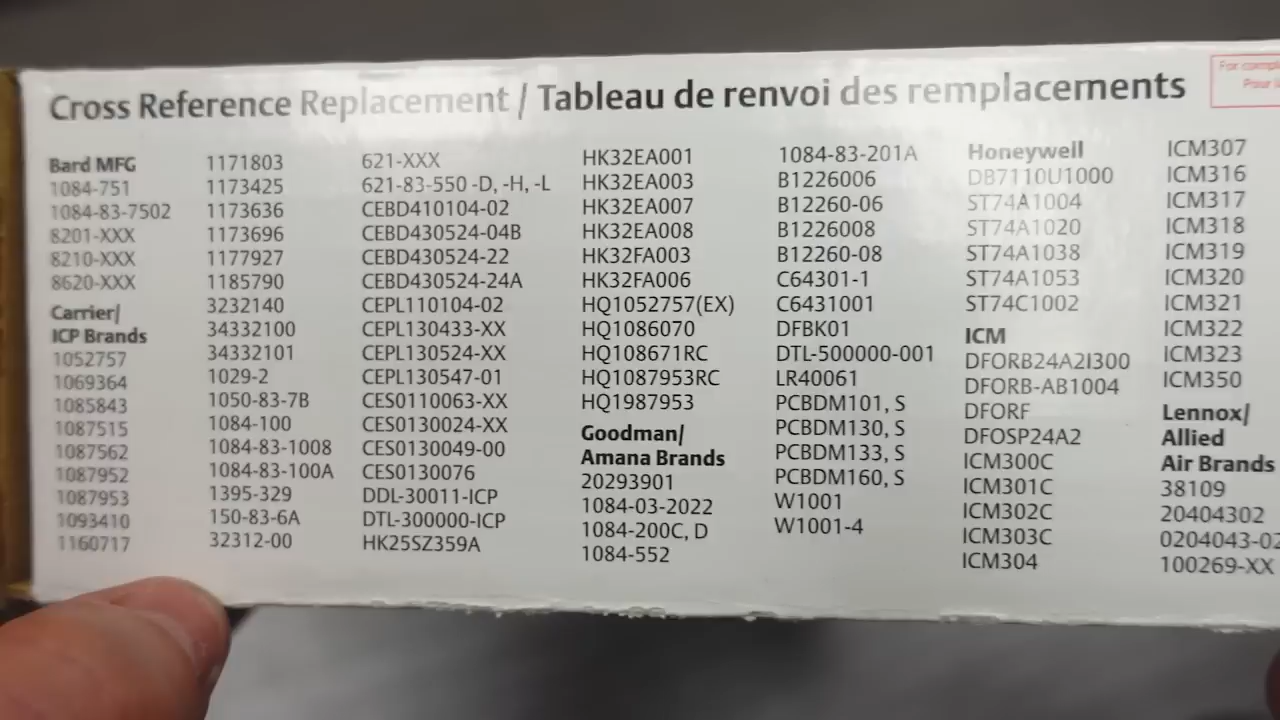 Cross Reference Replacement / Tableau de renvoi des remplacements
For
Pour
Bard MFG
1084-751
1084-83-7502
8201-XXX
8210-XXX
8620-XXX
Carrier/
ICP Brands
1052757
1069364
1085843
1087515
1087562
1087952
1087953
1093410
1160717
1171803
1173425
1173636
1173696
1177927
1185790
3232140
34332100
34332101
1029-2
1050-83-7B
1084-100
1084-83-1008
1084-83-100A
1395-329
150-83-6A
32312-00
621-XXX
621-83-550 -D, -H, -L
CEBD410104-02
CEBD430524-04B
CEBD430524-22
CEBD430524-24A
CEPL110104-02
CEPL130433-XX
CEPL130524-XX
CEPL130547-01
CES0110063-XX
CES0130024-XX
CES0130049-00
CES0130076
DDL-30011-ICP
DTL-300000-ICP
HK25SZ359A
HK32EA001
HK32EA003
HK32EA007
HK32EA008
HK32FA003
HK32FA006
HQ1052757(EX)
HQ1086070
HQ108671RC
HQ1087953RC
HQ1987953
Goodman/
Amana Brands
20293901
1084-03-2022
1084-200C, D
1084-552
1084-83-201A
B1226006
B12260-06
B1226008
B12260-08
C64301-1
C6431001
DFBK01
DTL-500000-001
LR40061
PCBDM101, S
PCBDM130, S
PCBDM133, S
PCBDM160, S
W1001
W1001-4
Honeywell
DB7110U1000
ST74A1004
ST74A1020
ST74A1038
ST74A1053
ST74C1002
ICM
DFORB24A2I300
DFORB-AB1004
DFORF
DFOSP24A2
ICM300C
ICM301C
ICM302C
ICM303C
ICM304
ICM307
ICM316
ICM317
ICM318
ICM319
ICM320
ICM321
ICM322
ICM323
ICM350
Lennox/
Allied
Air Brands
38109
20404302
0204043-02
100269-XX